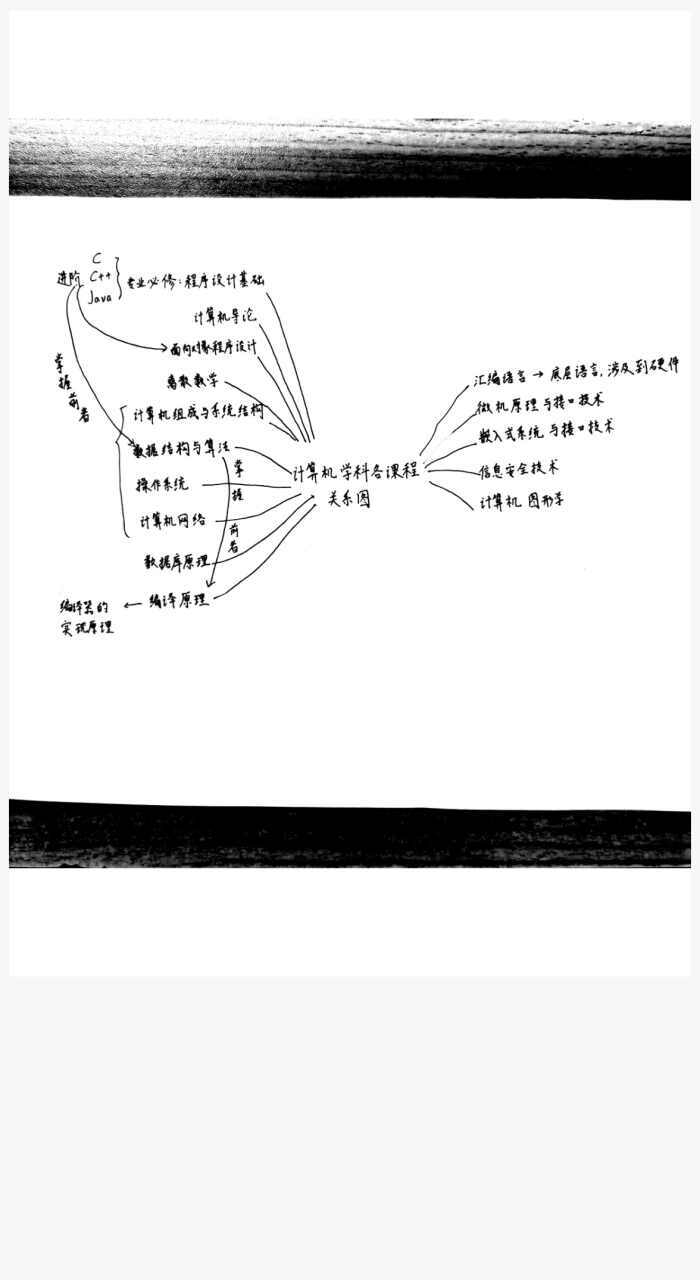 C
进阶 C++
Java
专业必修:程序设计基础
计算机导论
面向对象程序设计
离散数学
掌握前者
计算机组成与系统结构
数据结构与算法
掌握前者
操作系统
计算机网络
数据库原理
编译原理
编译器的
实现原理
计算机学科各课程
关系图
汇编语言→底层语言,涉及到硬件
微机原理与接口技术
嵌入式系统与接口技术
信息安全技术
计算机图形学